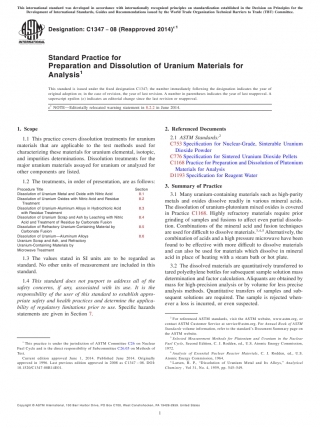 This international standard was developed in accordance with internationally recognized principles on standardization established in the Decision on Principles for the
Development of International Standards, Guides and Recommendations issued by the World Trade Organization Technical Barriers to Trade (TBT) Committee.
Designation: C1347 − 08 (Reapproved 2014)ε1
Standard Practice for
Preparation and Dissolution of Uranium Materials for
Analysis1
This standard is issued under the fixed designation C1347; the number immediately following the designation indicates the year of
original adoption or, in the case of revision, the year of last revision. A number in parentheses indicates the year of last reapproval. A
superscript epsilon (ε) indicates an editorial change since the last revision or reapproval.
ε1 NOTE—Editorially relocated warning statement in 8.2.2 in June 2014.
1. Scope
1.1 This practice covers dissolution treatments for uranium
materials that are applicable to the test methods used for
characterizing these materials for uranium elemental, isotopic,
and impurities determinations. Dissolution treatments for the
major uranium materials assayed for uranium or analyzed for
other components are listed.
1.2 The treatments, in order of presentation, are as follows:
Procedure Title Section
Dissolution of Uranium Metal and Oxide with Nitric Acid 8.1
Dissolution of Uranium Oxides with Nitric Acid and Residue 8.2
Treatment
Dissolution of Uranium-Aluminum Alloys in Hydrochloric Acid 8.3
with Residue Treatment
Dissolution of Uranium Scrap and Ash by Leaching with Nitric 8.4
Acid and Treatment of Residue by Carbonate Fusion
Dissolution of Refractory Uranium-Containing Material by 8.5
Carbonate Fusion
Dissolution of Uranium—Aluminum Alloys 8.6
Uranium Scrap and Ash, and Refractory
Uranium-Containing Materials by
Microwave Treatment
1.3 The values stated in SI units are to be regarded as
standard. No other units of measurement are included in this
standard.
1.4 This standard does not purport to address all of the
safety concerns, if any, associated with its use. It is the
responsibility of the user of this standard to establish appro-
priate safety and health practices and determine the applica-
bility of regulatory limitations prior to use. Specific hazards
statements are given in Section 7.
1 This practice is under the jurisdiction of ASTM Committee C26 on Nuclear
Fuel Cycle and is the direct responsibility of Subcommittee C26.05 on Methods of
Test.
Current edition approved June 1, 2014. Published June 2014. Originally
approved in 1996. Last previous edition approved in 2008 as C1347 – 08. DOI:
10.1520/C1347-08R14E01.
2. Referenced Documents
2.1 ASTM Standards:2
C753 Specification for Nuclear-Grade, Sinterable Uranium
Dioxide Powder
C776 Specification for Sintered Uranium Dioxide Pellets
C1168 Practice for Preparation and Dissolution of Plutonium
Materials for Analysis
D1193 Specification for Reagent Water
3. Summary of Practice
3.1 Many uranium-containing materials such as high-purity
metals and oxides dissolve readily in various mineral acids.
The dissolution of uranium-plutonium mixed oxides is covered
in Practice C1168. Highly refractory materials require prior
grinding of samples and fusions to affect even partial dissolu-
tion. Combinations of the mineral acid and fusion techniques
are used for difficult to dissolve materials.3,4,5 Alternatively, the
combination of acids and a high pressure microwave have been
found to be effective with more difficult to dissolve materials
and can also be used for materials which dissolve in mineral
acid in place of heating with a steam bath or hot plate.
3.2 The dissolved materials are quantitatively transferred to
tared polyethylene bottles for subsequent sample solution mass
determination and factor calculation. Aliquants are obtained by
mass for high-precision analysis or by volume for less precise
analysis methods. Quantitative transfers of samples and sub-
sequent solutions are required. The sample is rejected when-
ever a loss is incurred, or even suspected.
2 For referenced ASTM standards, visit the ASTM website, www.astm.org, or
contact ASTM Customer Service at service@astm.org. For Annual Book of ASTM
Standards volume information, refer to the standard's Document Summary page on
the ASTM website.
3 Selected Measurement Methods for Plutonium and Uranium in the Nuclear
Fuel Cycle, Second Edition, C. J. Rodden, ed., U.S. Atomic Energy Commission,
1972.
4 Analysis of Essential Nuclear Reactor Materials, C. J. Rodden, ed., U.S.
Atomic Energy Commission, 1964.
5 Larsen, R. P., "Dissolution of Uranium Metal and Its Alloys," Analytical
Chemistry, Vol 31, No. 4, 1959, pp. 545–549.
Copyright © ASTM International, 100 Barr Harbor Drive, PO Box C700, West Conshohocken, PA 19428-2959. United States
1